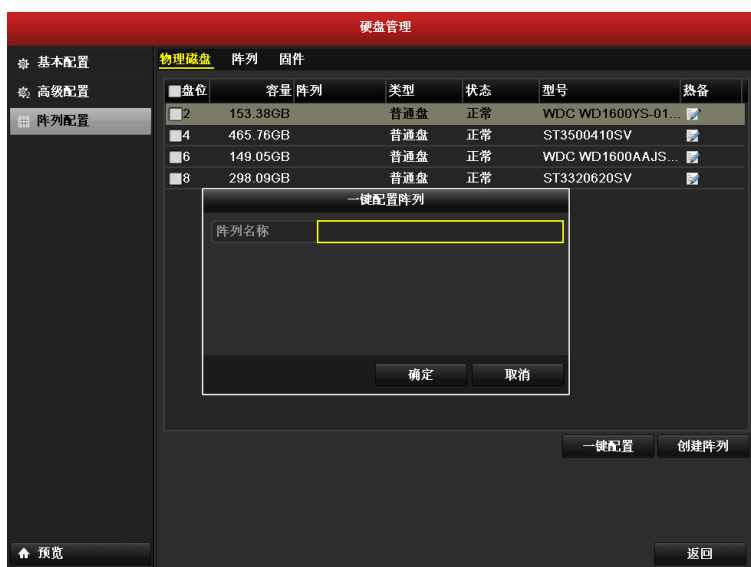 硬盘管理
基本配置
高级配置
阵列配置
物理磁盘 阵列 固件
盘位 容量 阵列 类型 状态 型号 热备
2 153.38GB 普通盘 正常 WDC WD1600YS-01...
4 465.76GB 普通盘 正常 ST3500410SV
6 149.05GB 普通盘 正常 WDC WD1600AAJS...
8 298.09GB 普通盘 正常 ST3320620SV
一键配置阵列
阵列名称
确定 取消
一键配置 创建阵列
预览 返回